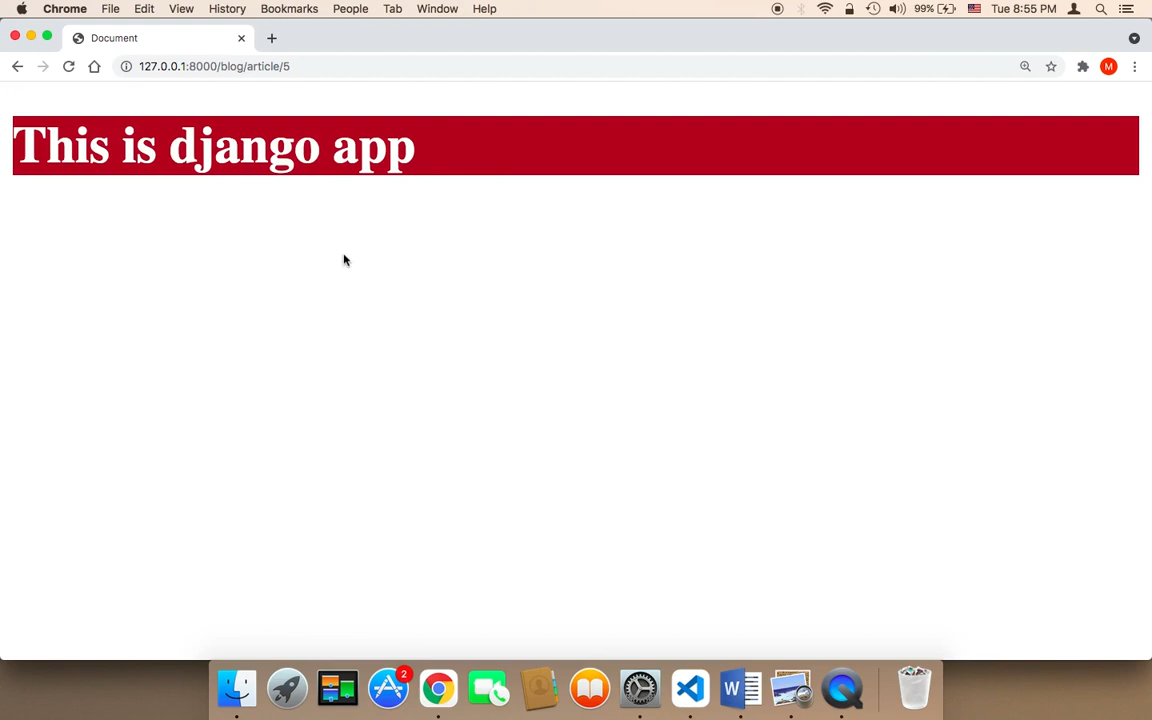 Chrome File Edit View History Bookmarks People Tab Window Help 99% Tue 8:55 PM
Document
127.0.0.1:8000/blog/article/5
M
This is django app
2
W